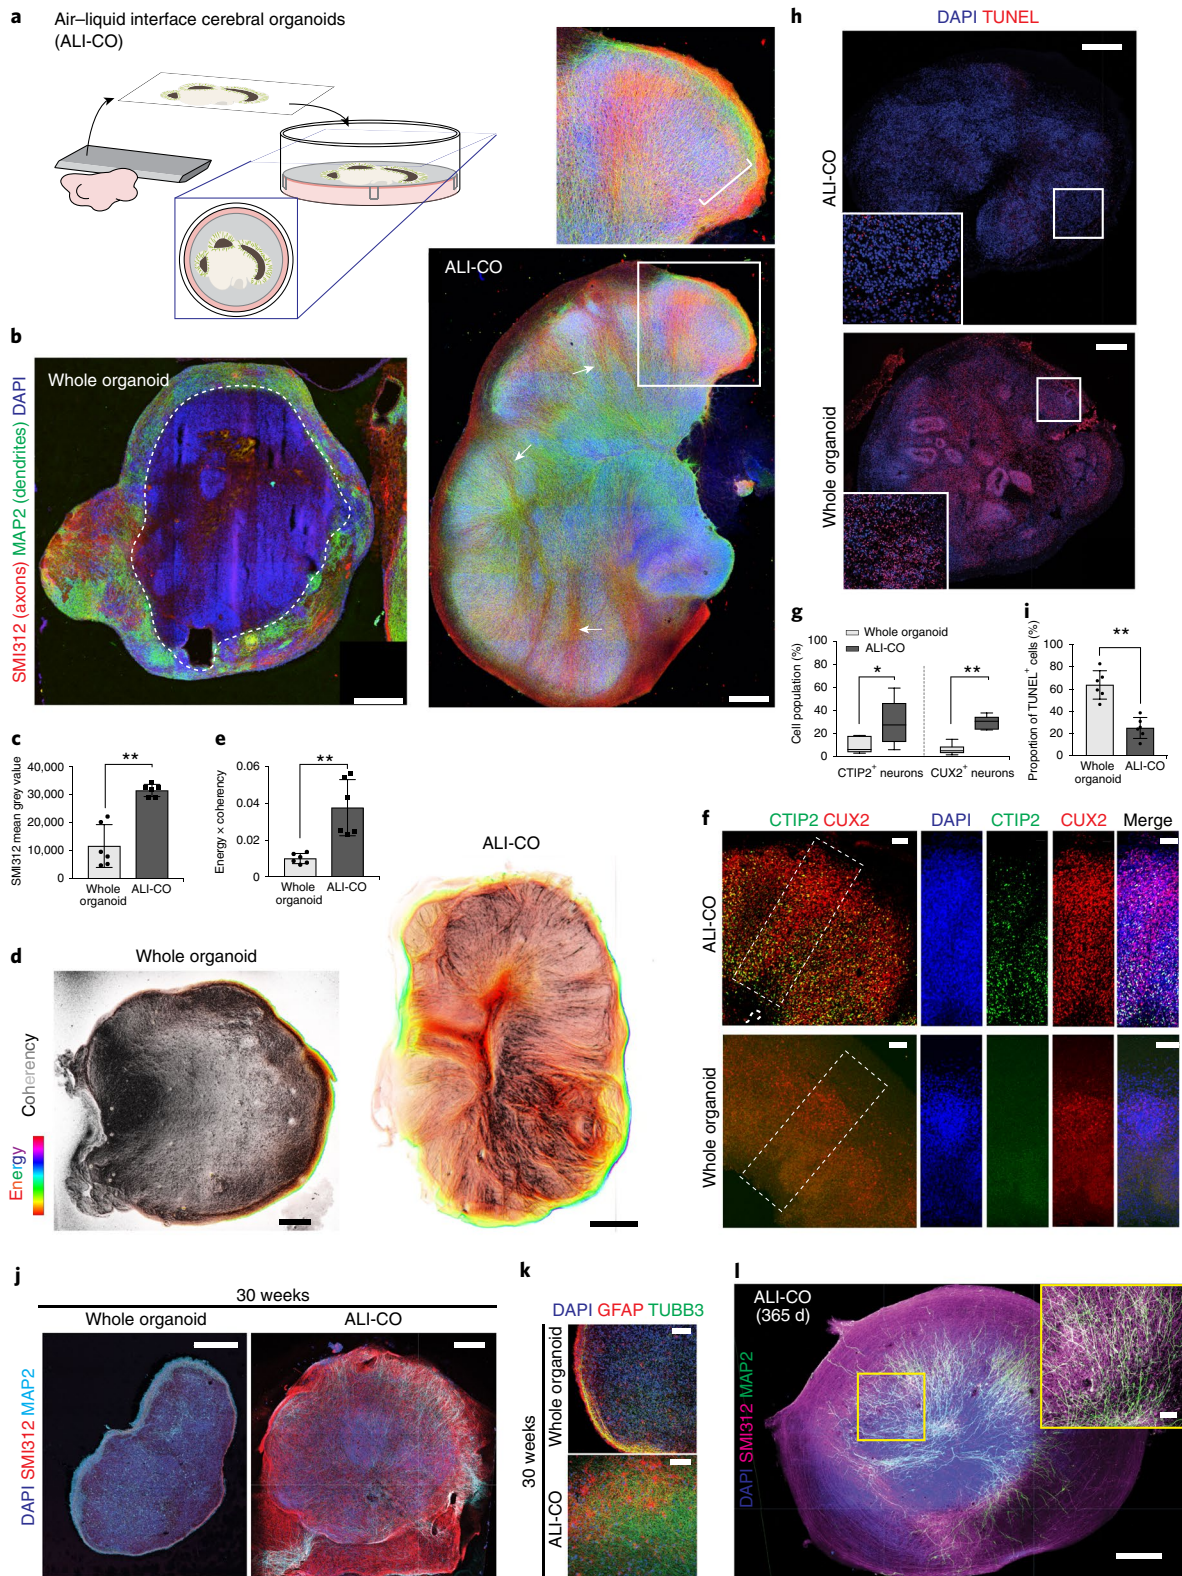 a
Air–liquid interface cerebral organoids
(ALI-CO)
ALI-CO
b
Whole organoid
SMI312 (axons) MAP2 (dendrites) DAPI
c
SMI312 mean grey value
40,000
30,000
20,000
10,000
0
**
Whole
organoid
ALI-CO
e
Energy × coherency
0.06
0.04
0.02
0
**
Whole
organoid
ALI-CO
d
Whole organoid
ALI-CO
Energy
Coherency
h
DAPI TUNEL
ALI-CO
Whole organoid
g
Cell population (%)
100
80
60
40
20
0
Whole organoid
ALI-CO
*
**
CTIP2+ neurons
CUX2+ neurons
i
Proportion of TUNEL+ cells (%)
100
80
60
40
20
0
**
Whole
organoid
ALI-CO
f
CTIP2 CUX2
DAPI
CTIP2
CUX2
Merge
ALI-CO
Whole organoid
j
30 weeks
Whole organoid
ALI-CO
DAPI SMI312 MAP2
k
DAPI GFAP TUBB3
30 weeks
Whole organoid
ALI-CO
l
ALI-CO
(365 d)
DAPI SMI312 MAP2